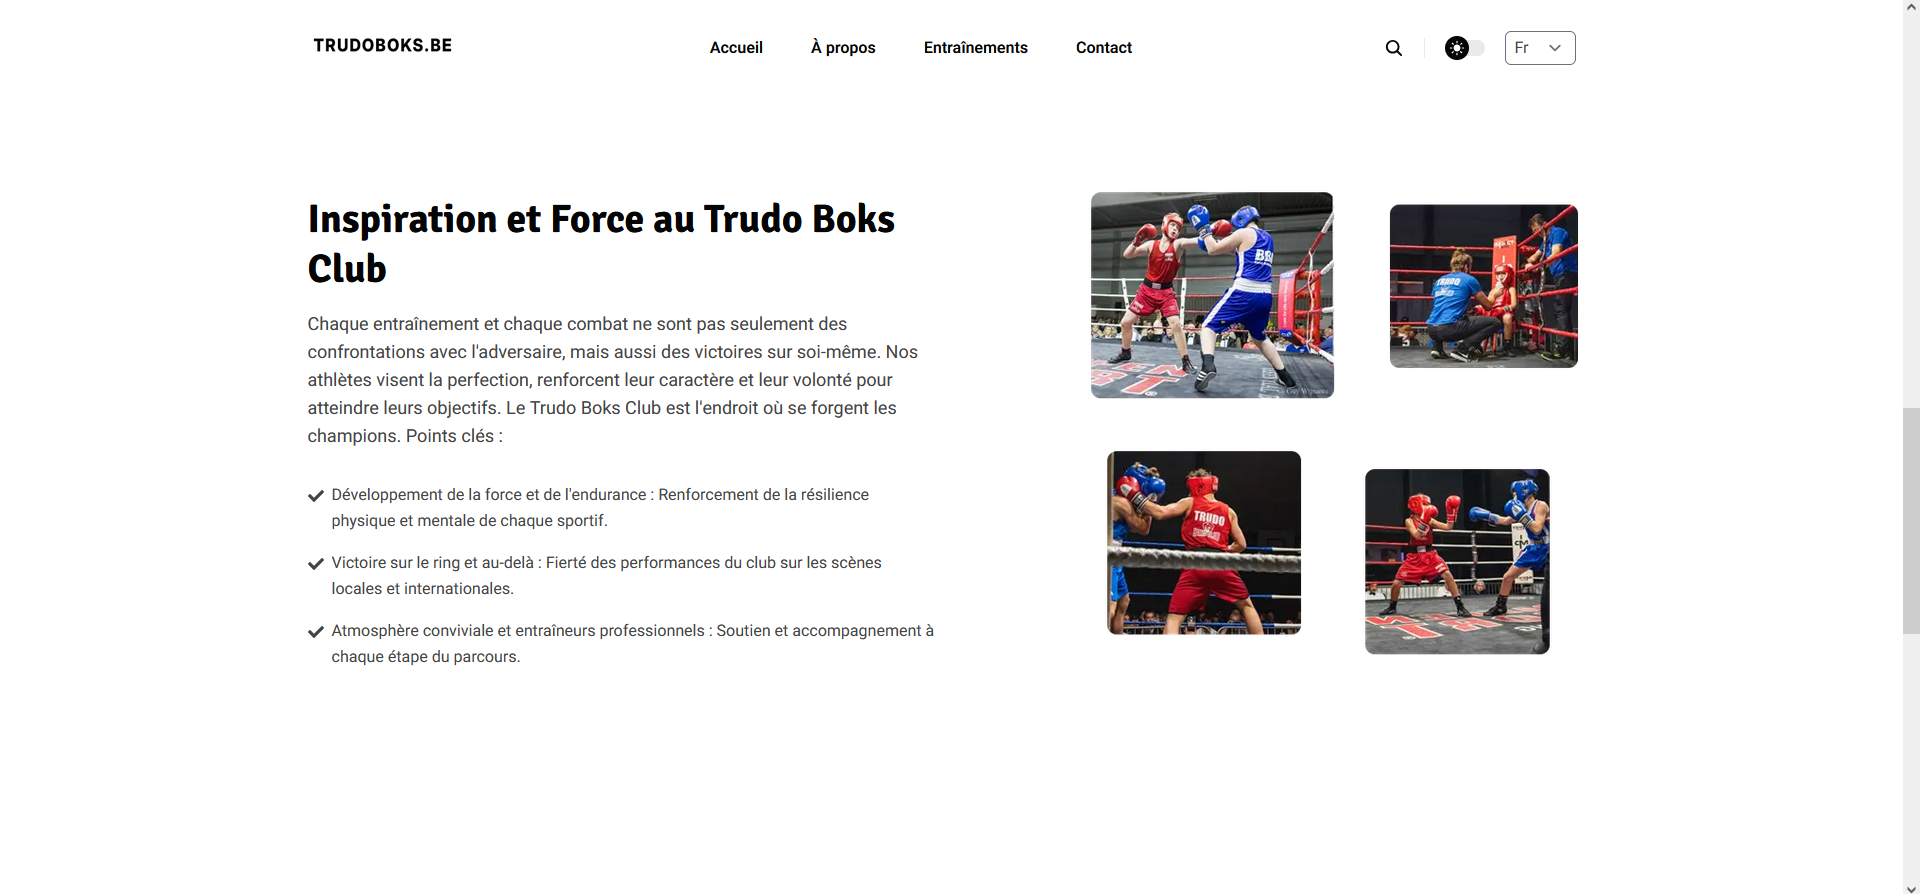 TRUDOBOKS.BE
Accueil
À propos
Entraînements
Contact
Fr
Inspiration et Force au Trudo Boks
Club
Chaque entraînement et chaque combat ne sont pas seulement des
confrontations avec l'adversaire, mais aussi des victoires sur soi-même. Nos
athlètes visent la perfection, renforcent leur caractère et leur volonté pour
atteindre leurs objectifs. Le Trudo Boks Club est l'endroit où se forgent les
champions. Points clés :
Développement de la force et de l'endurance : Renforcement de la résilience
physique et mentale de chaque sportif.
Victoire sur le ring et au-delà : Fierté des performances du club sur les scènes
locales et internationales.
Atmosphère conviviale et entraîneurs professionnels : Soutien et accompagnement à
chaque étape du parcours.
TRUDO
TRUDO